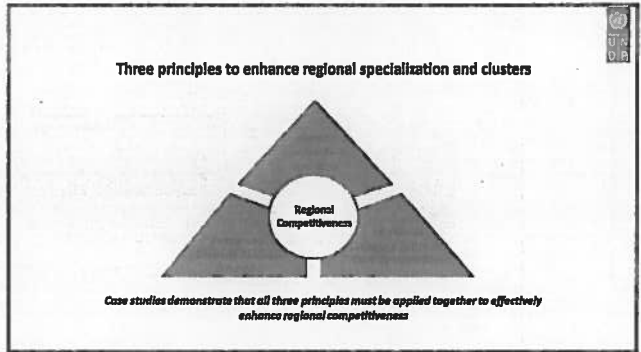 U N
D P
Three principles to enhance regional specialization and clusters
Regional
Competitiveness
Case studies demonstrate that all three principles must be applied together to effectively
enhance regional competitiveness